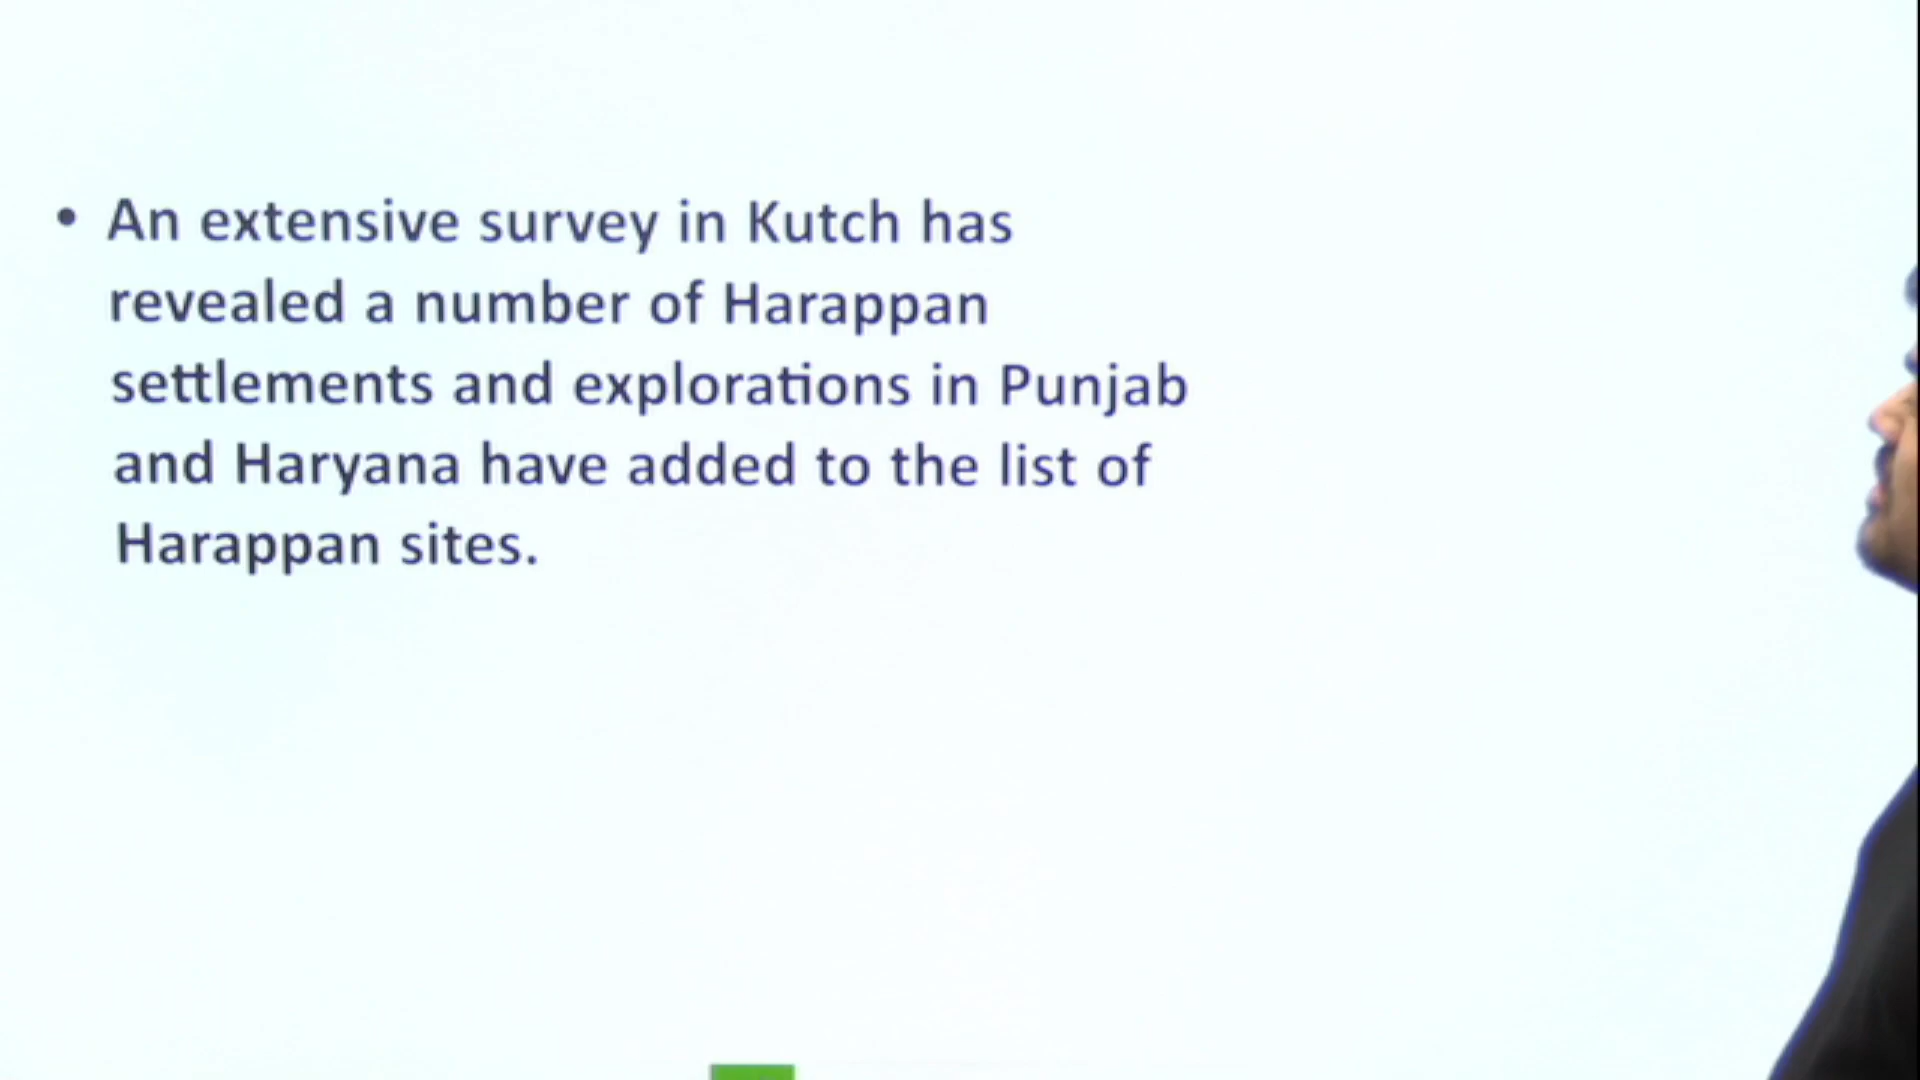 • An extensive survey in Kutch has
revealed a number of Harappan
settlements and explorations in Punjab
and Haryana have added to the list of
Harappan sites.